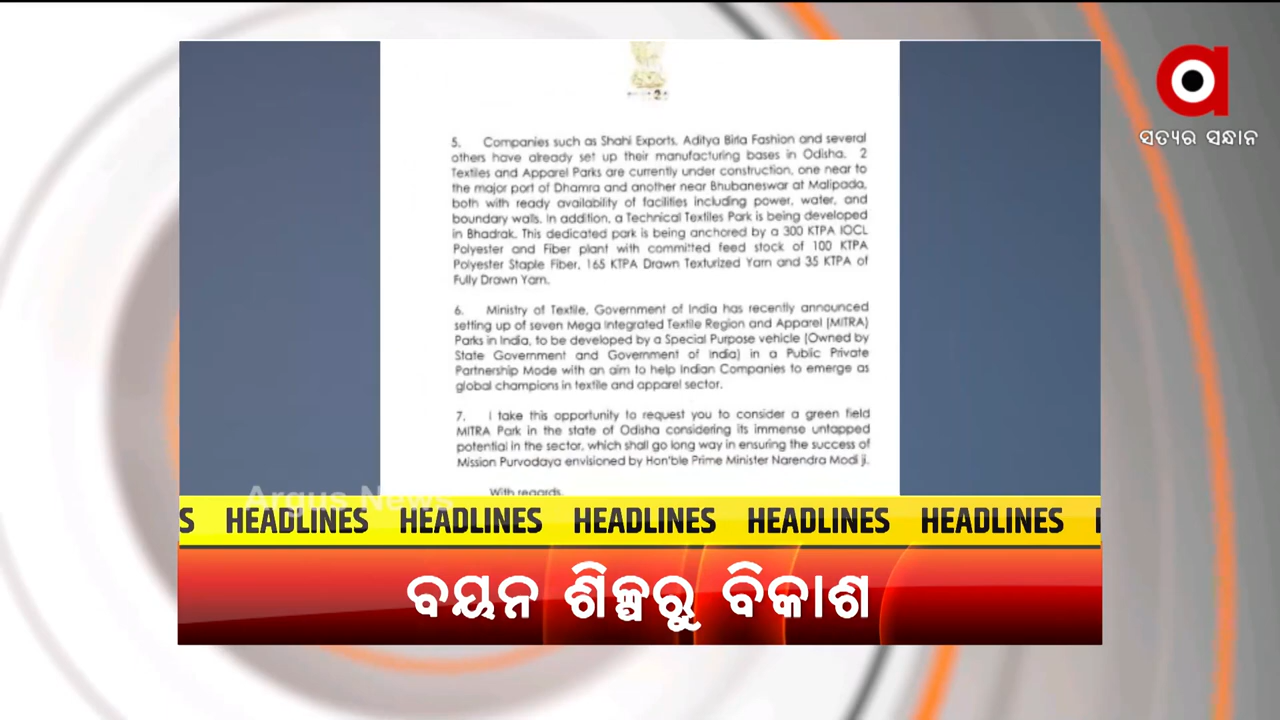 ସତ୍ୟର ସନ୍ଧାନ
5. Companies such as Shahi Exports, Aditya Birla Fashion and several
others have already set up their manufacturing bases in Odisha. 2
Textiles and Apparel Parks are currently under construction, one near to
the major port of Dhamra and another near Bhubaneswar at Malipada,
both with ready availability of facilities including power, water, and
boundary walls. In addition, a Technical Textiles Park is being developed
in Bhadrak. This dedicated park is being anchored by a 300 KTPA IOCL
Polyester and Fiber plant with committed feed stock of 100 KTPA
Polyester Staple Fiber, 165 KTPA Drawn Texturized Yarn and 35 KTPA of
Fully Drawn Yarn.
6. Ministry of Textile, Government of India has recently announced
setting up of seven Mega Integrated Textile Region and Apparel (MITRA)
Parks in India, to be developed by a Special Purpose vehicle (Owned by
State Government and Government of India) in a Public Private
Partnership Mode with an aim to help Indian Companies to emerge as
global champions in textile and apparel sector.
7. I take this opportunity to request you to consider a green field
MITRA Park in the state of Odisha considering its immense untapped
potential in the sector, which shall go long way in ensuring the success of
Mission Purvodaya envisioned by Hon'ble Prime Minister Narendra Modi ji.
With regards,
Argus News
S HEADLINES HEADLINES HEADLINES HEADLINES HEADLINES
ବୟନ ଶିଳ୍ପରୁ ବିକାଶ